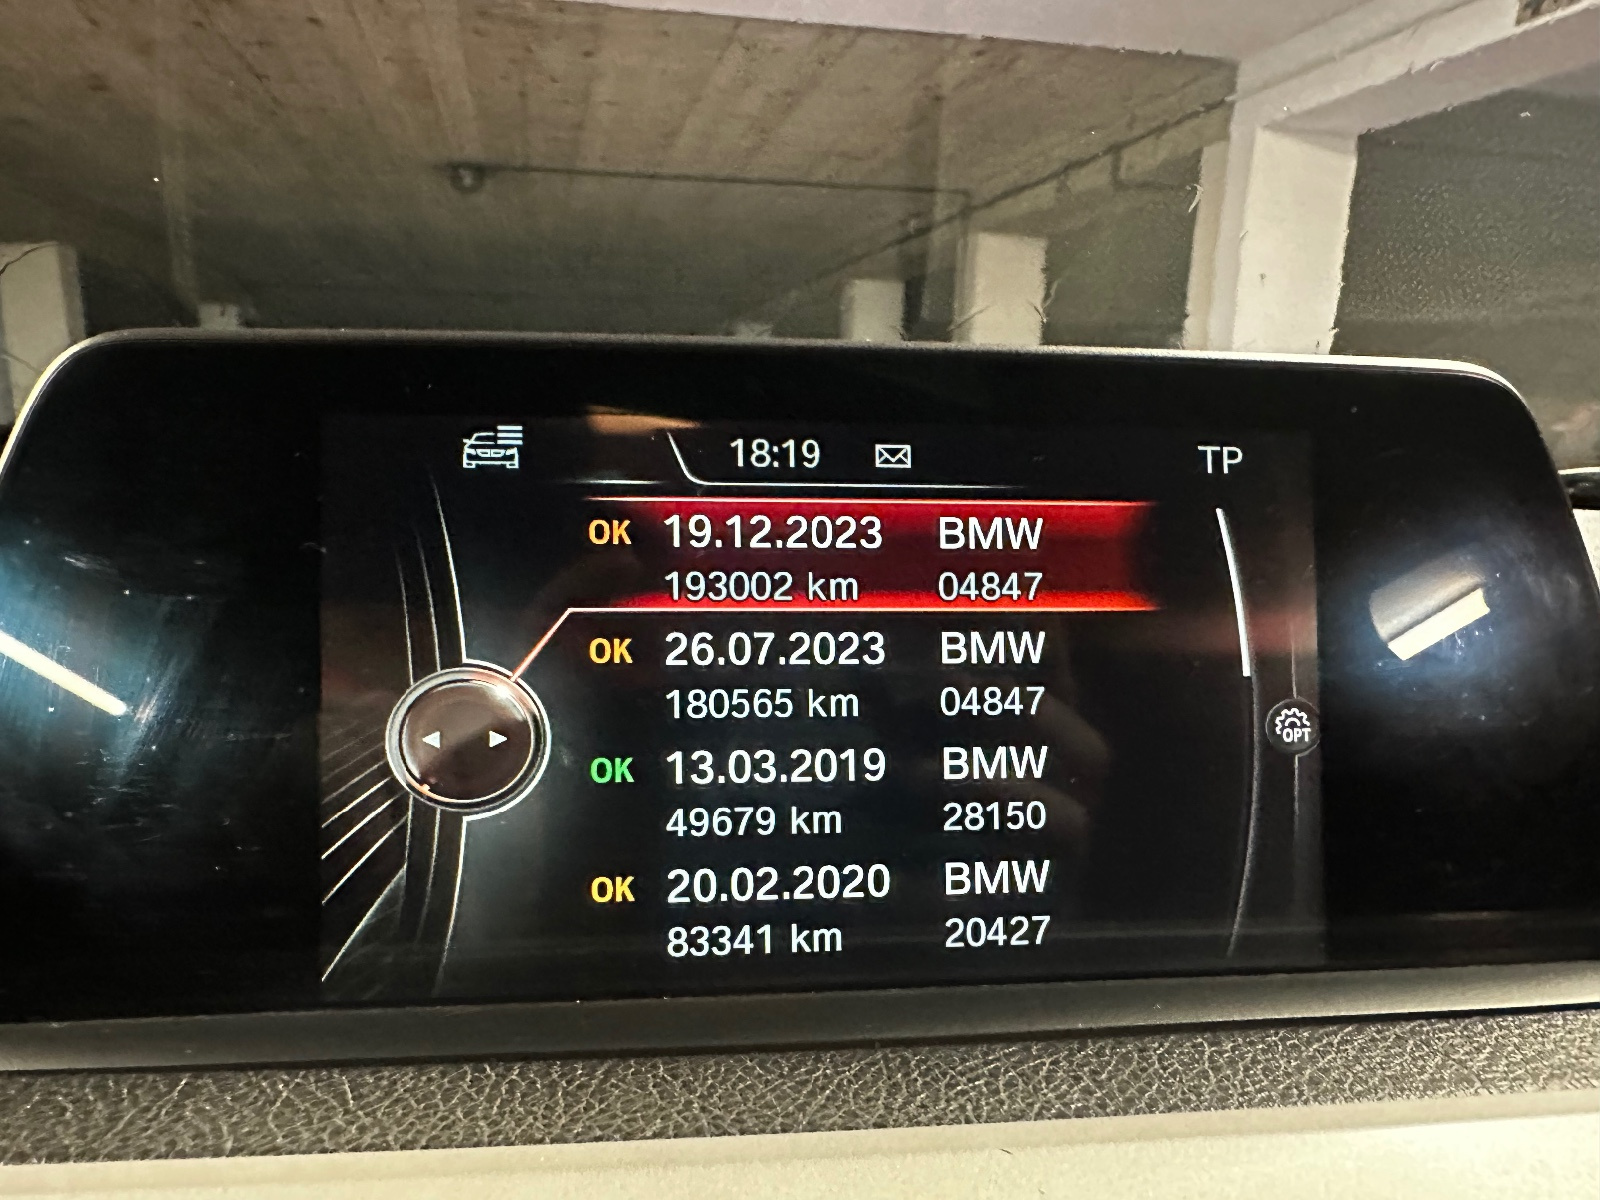 18:19 TP
OK 19.12.2023 BMW
193002 km 04847
OK 26.07.2023 BMW
180565 km 04847
OK 13.03.2019 BMW
49679 km 28150
OPT
OK 20.02.2020 BMW
83341 km 20427